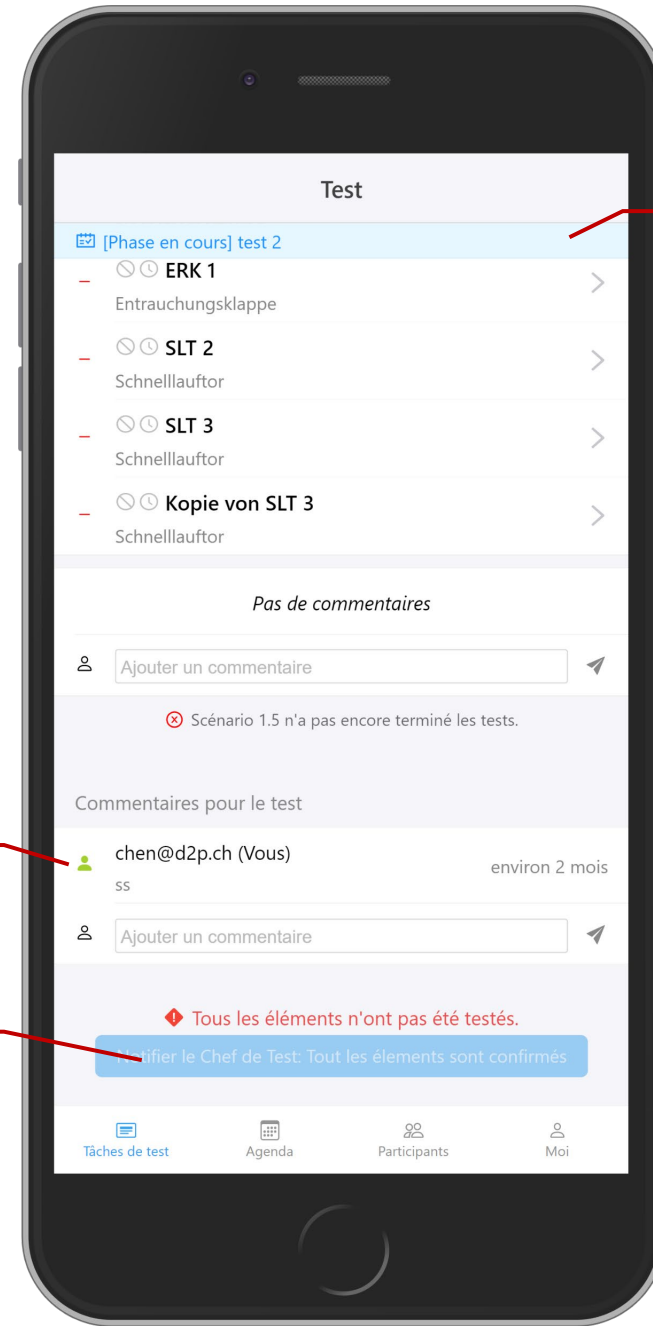 Test
[Phase en cours] test 2
ERK 1
Entrauchungsklappe
SLT 2
Schnelllauftor
SLT 3
Schnelllauftor
Kopie von SLT 3
Schnelllauftor
Pas de commentaires
Ajouter un commentaire
Scénario 1.5 n'a pas encore terminé les tests.
Commentaires pour le test
chen@d2p.ch (Vous)
environ 2 mois
ss
Ajouter un commentaire
Tous les éléments n'ont pas été testés.
Notifier le Chef de Test: Tout les élements sont confirmés
Tâches de test
Agenda
Participants
Moi